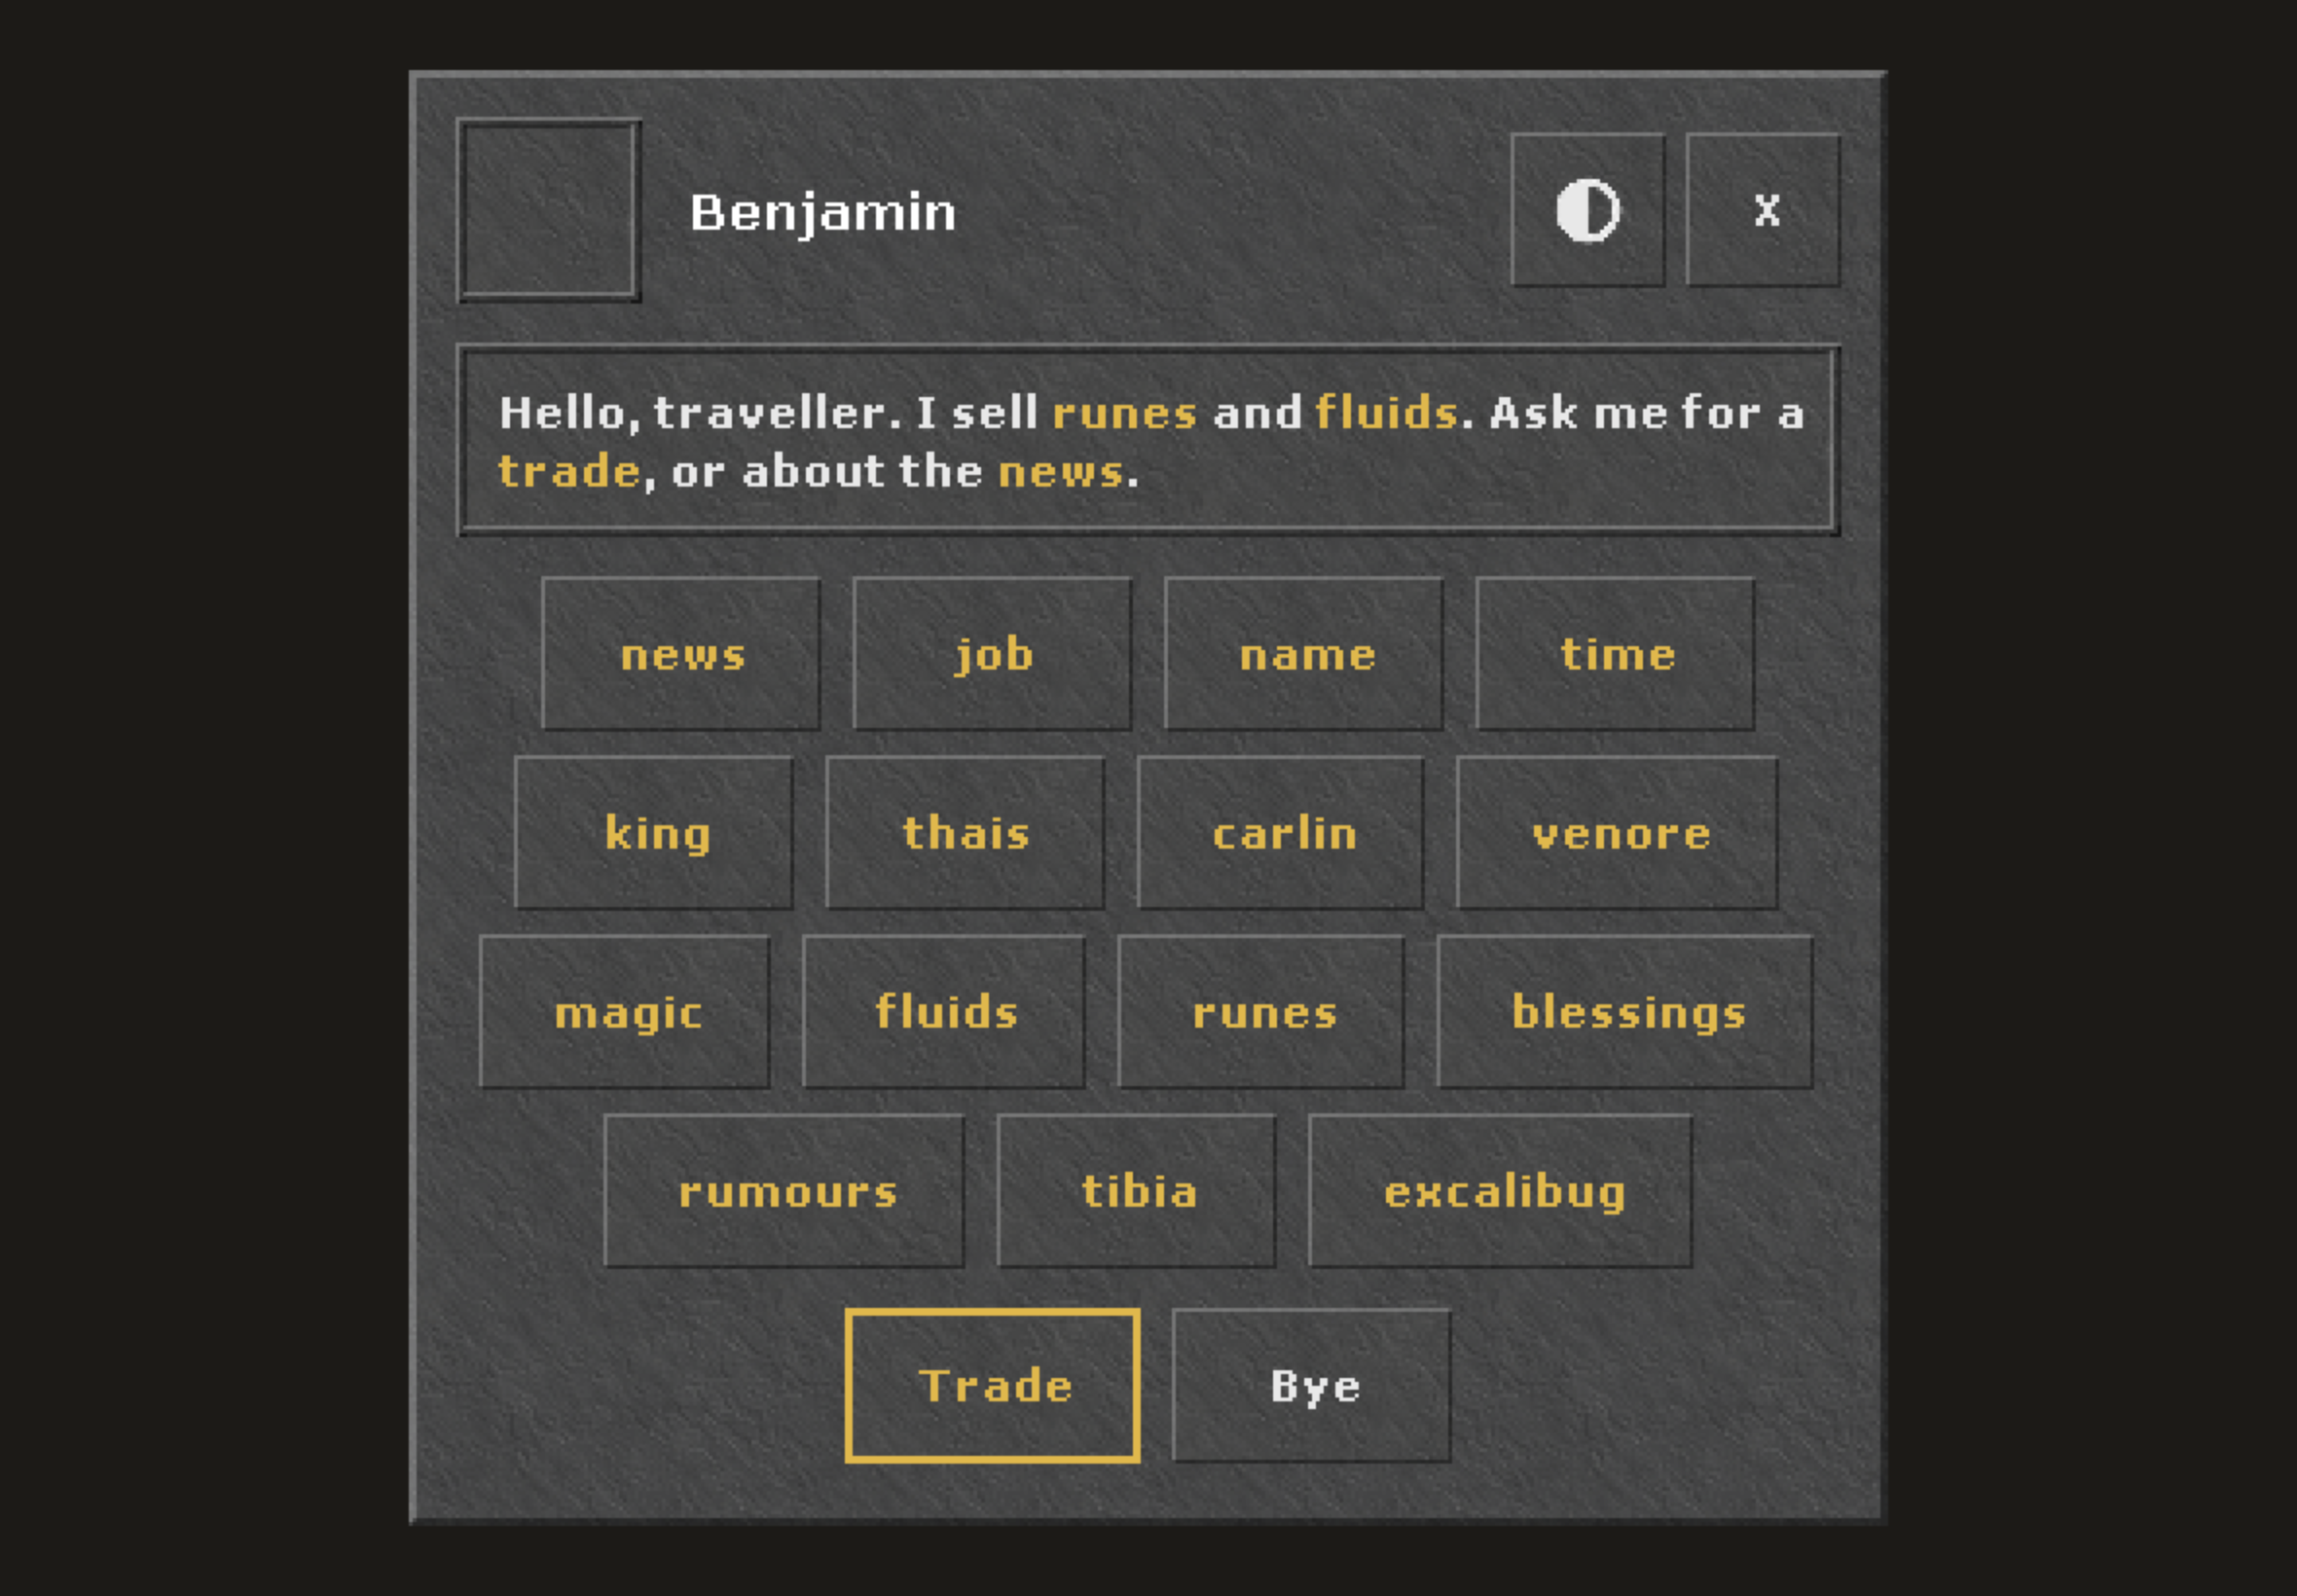 Benjamin
X
Hello, traveller. I sell runes and fluids. Ask me for a
trade, or about the news.
news job name time
king thais carlin venore
magic fluids runes blessings
rumours tibia excalibug
Trade Bye